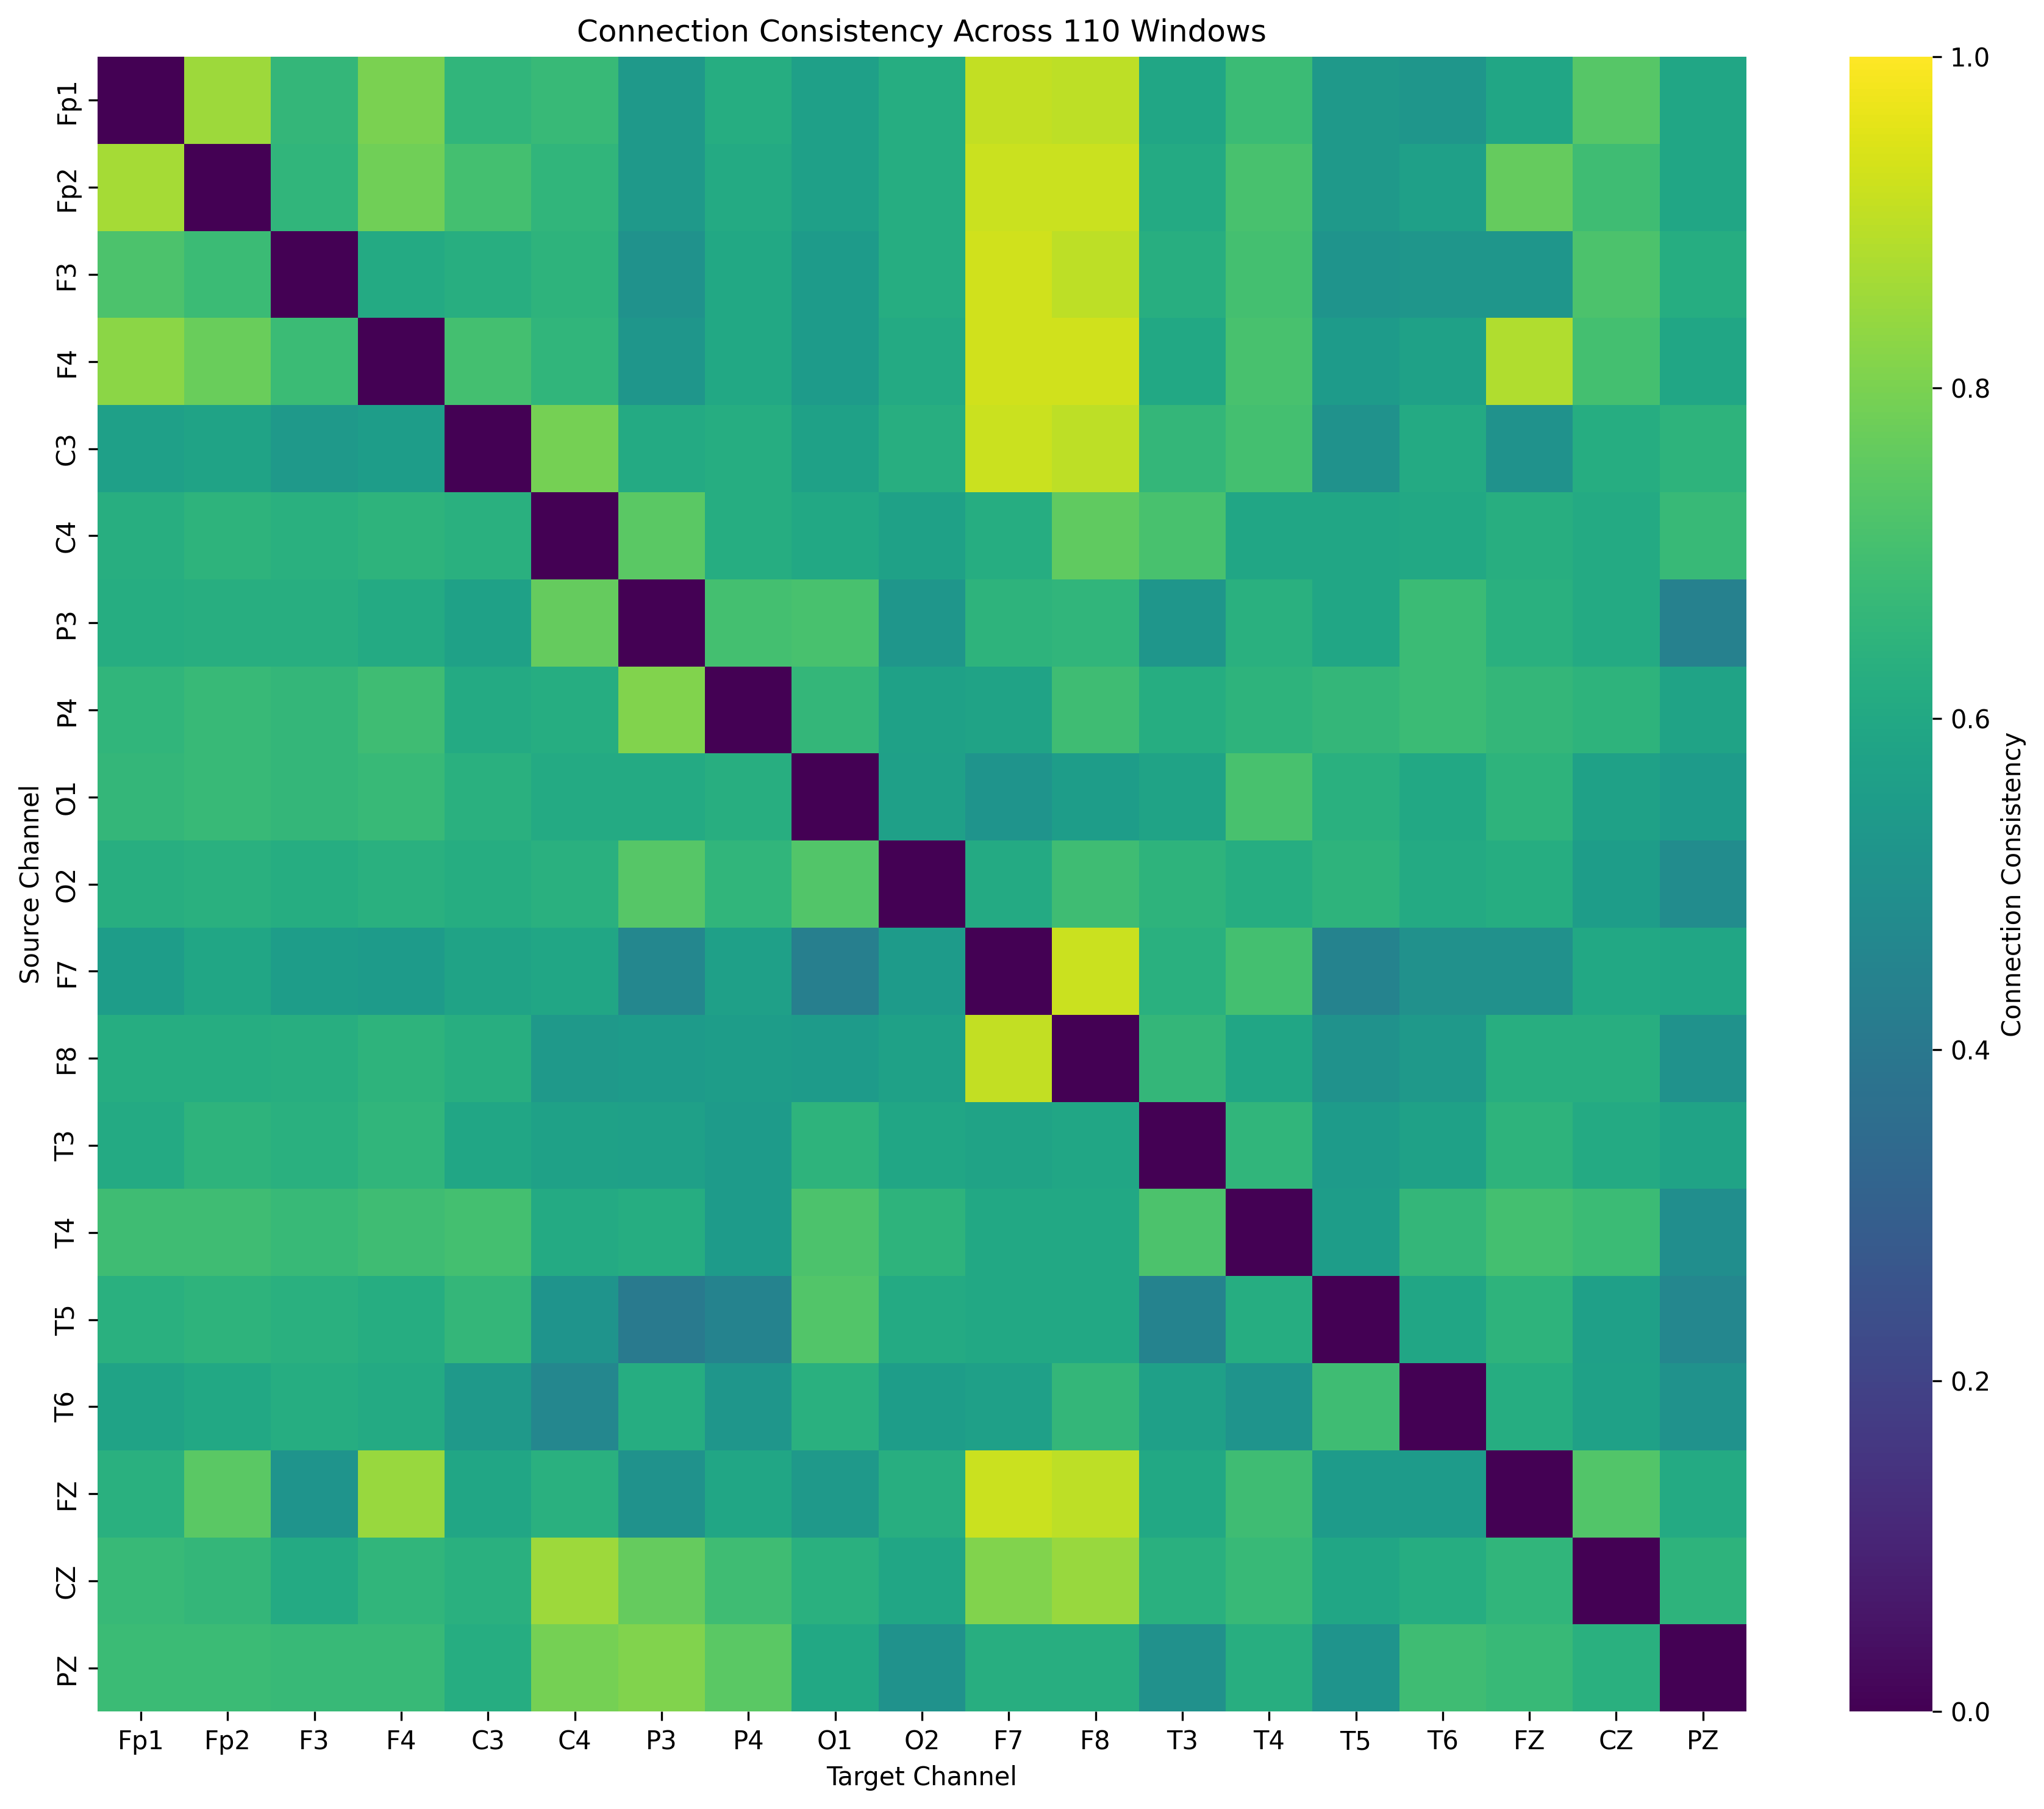 Connection Consistency Across 110 Windows
Source Channel
Fp1
Fp2
F3
F4
C3
C4
P3
P4
O1
O2
F7
F8
T3
T4
T5
T6
FZ
CZ
PZ
Fp1 Fp2 F3 F4 C3 C4 P3 P4 O1 O2 F7 F8 T3 T4 T5 T6 FZ CZ PZ
Target Channel
1.0
0.8
0.6
0.4
0.2
0.0
Connection Consistency